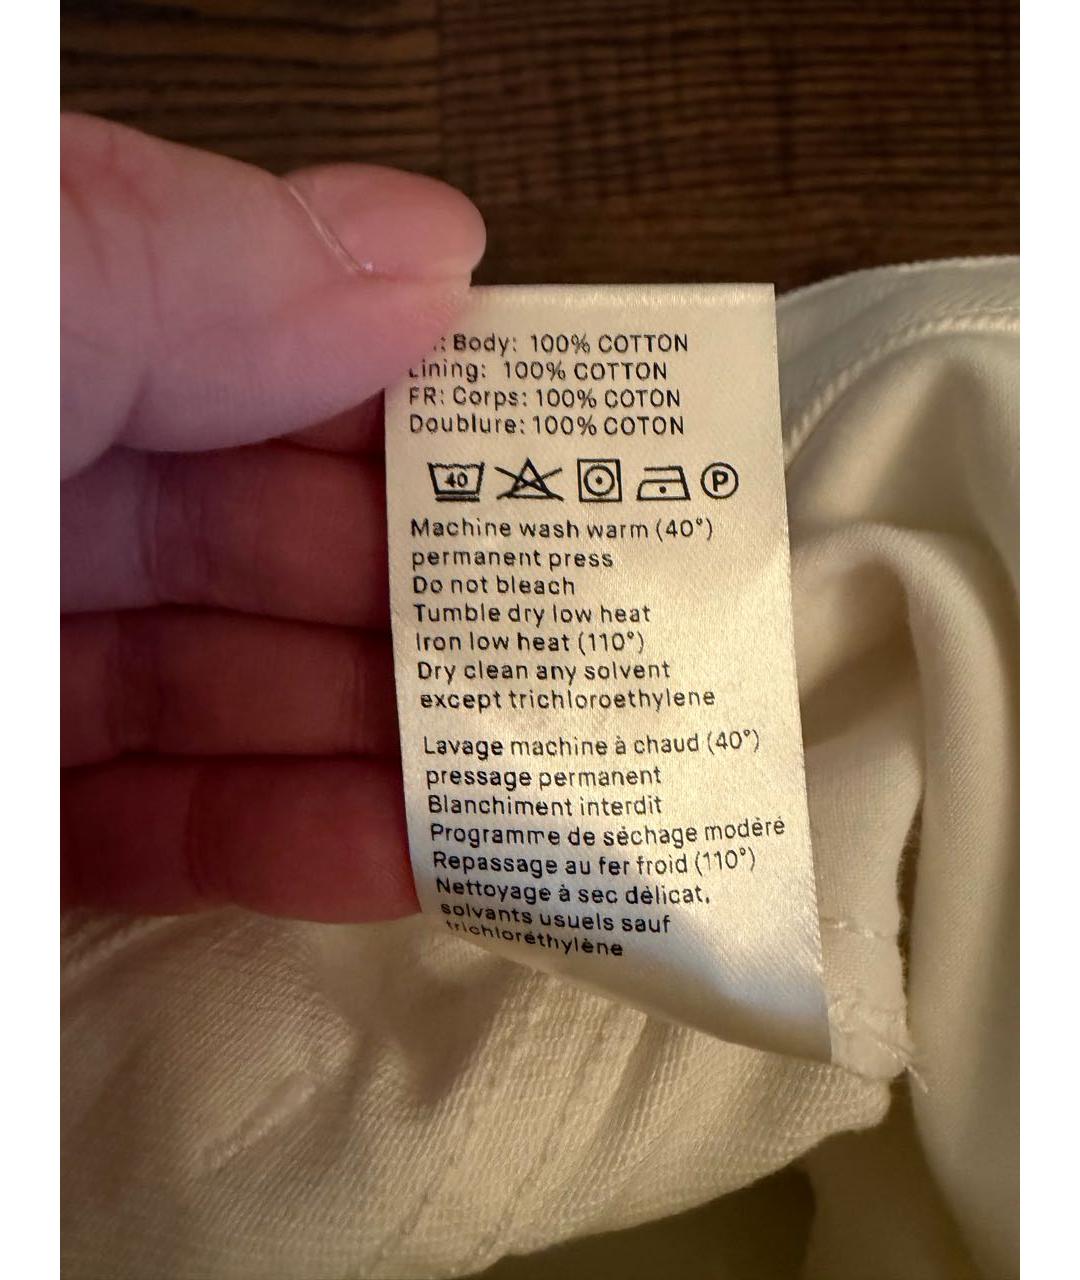 : Body: 100% COTTON
Lining: 100% COTTON
FR: Corps: 100% COTON
Doublure: 100% COTON
40 P
Machine wash warm (40°)
permanent press
Do not bleach
Tumble dry low heat
Iron low heat (110°)
Dry clean any solvent
except trichloroethylene
Lavage machine à chaud (40°)
pressage permanent
Blanchiment interdit
Programme de séchage modéré
Repassage au fer froid (110°)
Nettoyage à sec délicat.
solvants usuels sauf
trichloréthylène